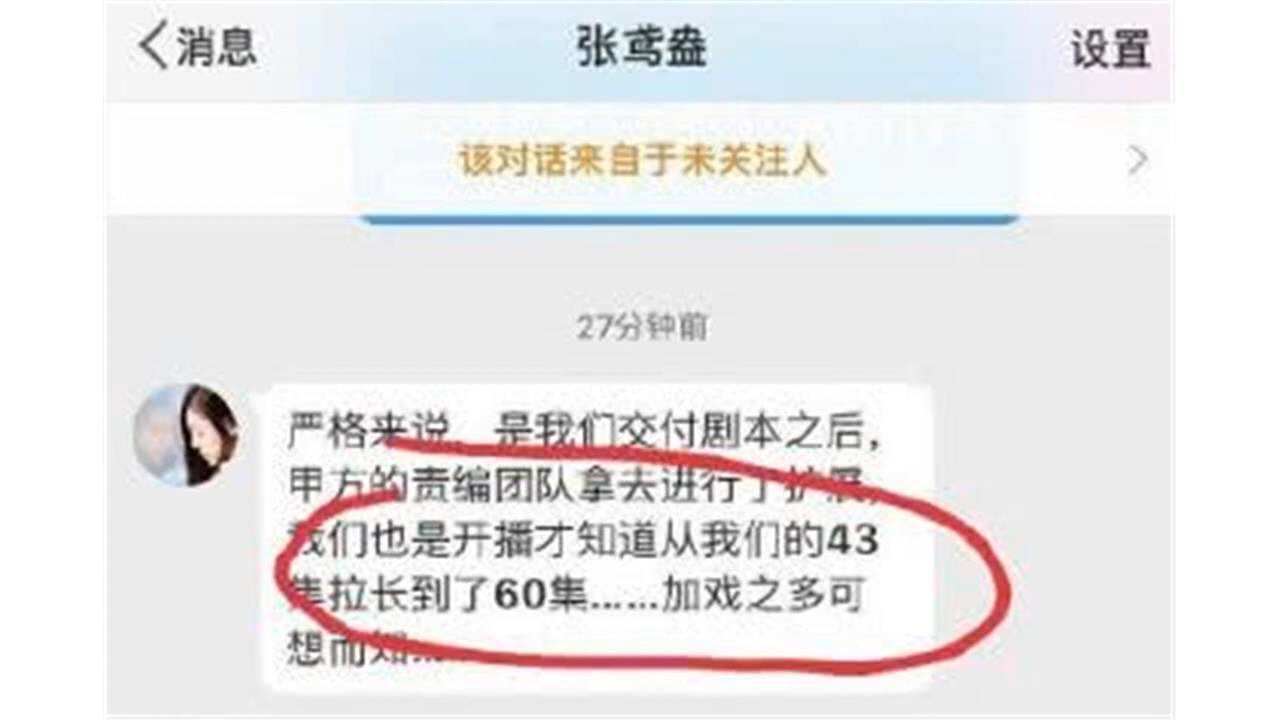 消息 张鸢盎 设置
该对话来自于未关注人
27分钟前
严格来说，是我们交付剧本之后，
甲方的责编团队拿去进行了扩展，
我们也是开播才知道从我们的43
集拉长到了60集……加戏之多可
想而知……